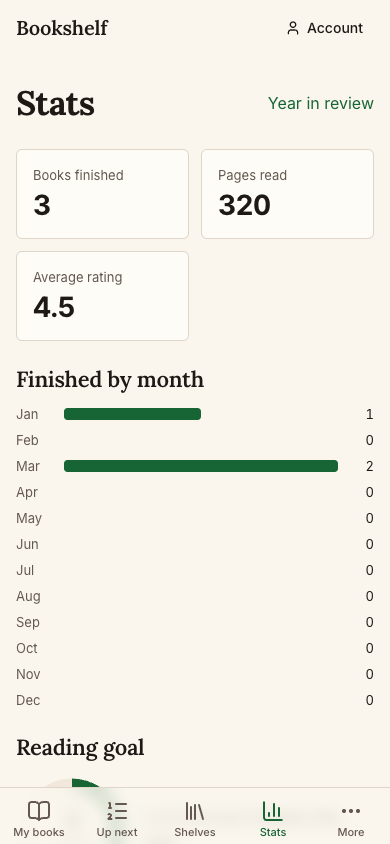 Bookshelf
Account
Stats
Year in review
Books finished
3
Pages read
320
Average rating
4.5
Finished by month
Jan 1
Feb 0
Mar 2
Apr 0
May 0
Jun 0
Jul 0
Aug 0
Sep 0
Oct 0
Nov 0
Dec 0
Reading goal
My books
Up next
Shelves
Stats
More